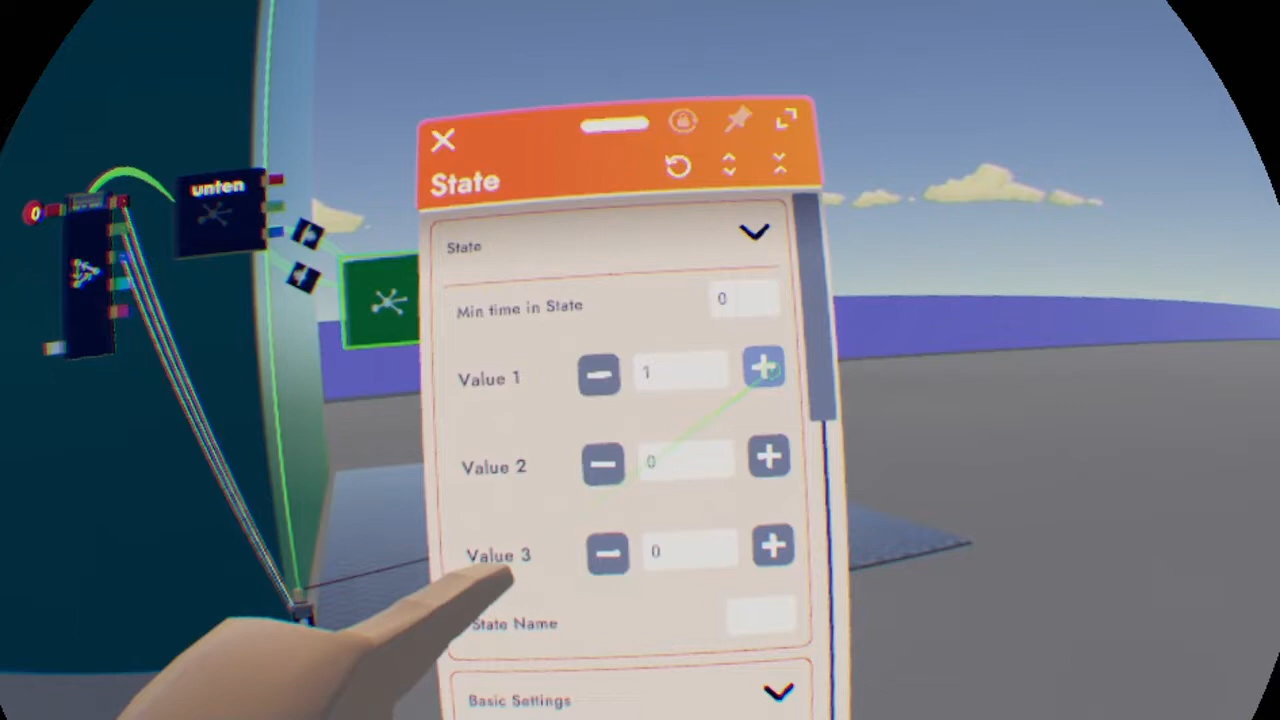 unten
0
State
State
Min time in State
0
Value 1
1
Value 2
0
Value 3
0
State Name
Basic Settings